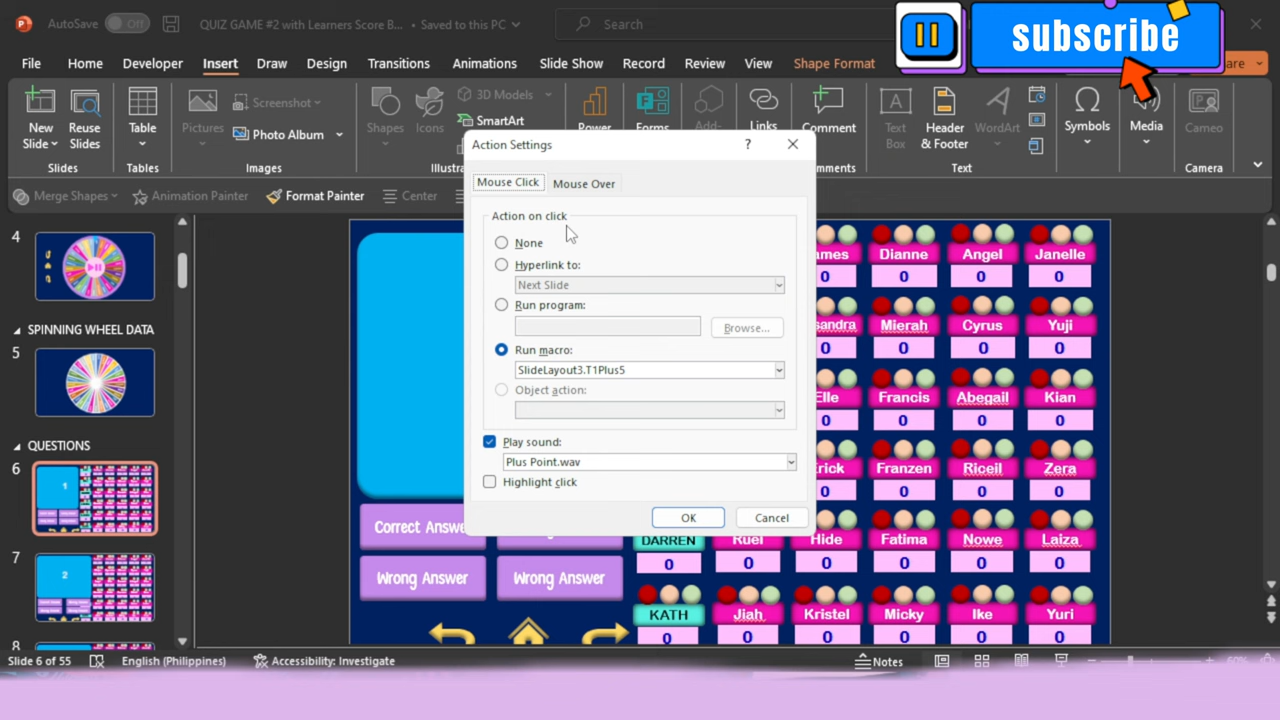 AutoSave Off QUIZ GAME #2 with Learners Score B... • Saved to this PC Search
subscribe
File Home Developer Insert Draw Design Transitions Animations Slide Show Record Review View Shape Format
New Slide
Reuse Slides
Table
Pictures
Screenshot
Photo Album
Shapes
Icons
3D Models
SmartArt
Forms
Links
Comment
Text Box
Header & Footer
WordArt
Symbols
Media
Cameo
Slides Tables Images Text Camera
Merge Shapes Animation Painter Format Painter Center
Action Settings
?
Mouse Click Mouse Over
Action on click
None
Hyperlink to:
Next Slide
Run program:
Browse...
Run macro:
SlideLayout3.T1Plus5
Object action:
Play sound:
Plus Point.wav
Highlight click
OK Cancel
4
SPINNING WHEEL DATA
5
QUESTIONS
6
1
7
2
8
Dianne Angel Janelle
0 0 0 0
Mierah Cyrus Yuji
0 0 0 0
Elle Francis Abegail Kian
0 0 0 0
Franzen Riceil Zera
0 0 0 0
Correct Answer
DARREN Ruel Hide Fatima Nowe Laiza
0 0 0 0 0 0
Wrong Answer Wrong Answer
KATH Jiah Kristel Micky Ike Yuri
0 0 0 0 0 0
Slide 6 of 55 English (Philippines) Accessibility: Investigate Notes 60%